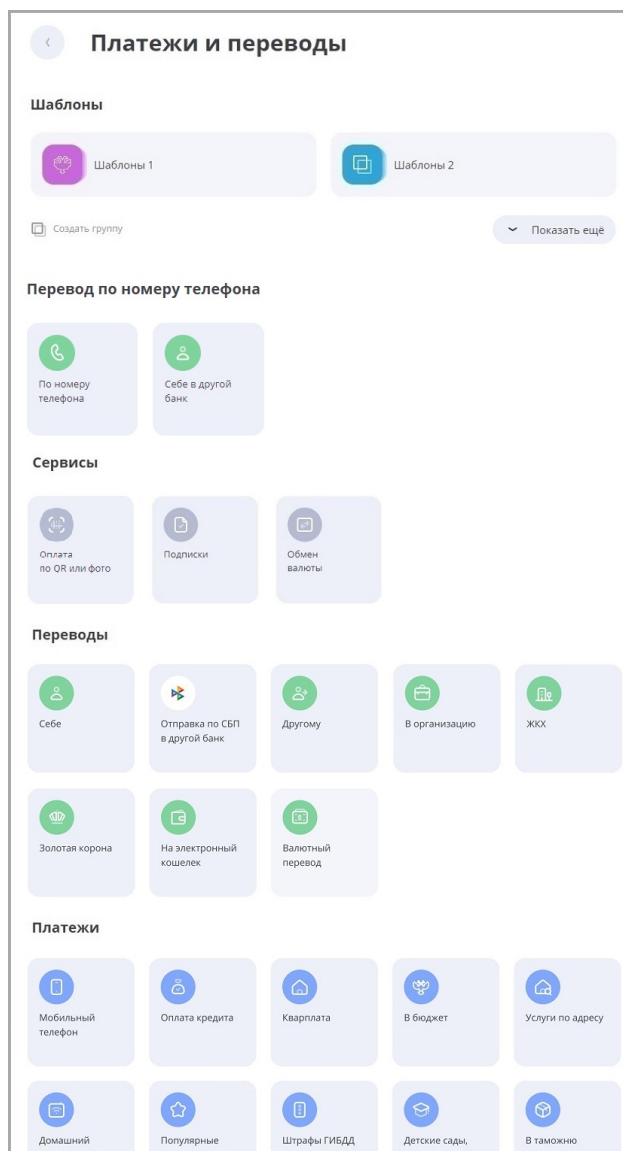 Платежи и переводы
Шаблоны
Шаблоны 1
Шаблоны 2
Создать группу
Показать ещё
Перевод по номеру телефона
По номеру
телефона
Себе в другой
банк
Сервисы
Оплата
по QR или фото
Подписки
Обмен
валюты
Переводы
Себе
Отправка по СБП
в другой банк
Другому
В организацию
ЖКХ
Золотая корона
На электронный
кошелек
Валютный
перевод
Платежи
Мобильный
телефон
Оплата кредита
Кварплата
В бюджет
Услуги по адресу
Домашний
Популярные
Штрафы ГИБДД
Детские сады,
В таможню